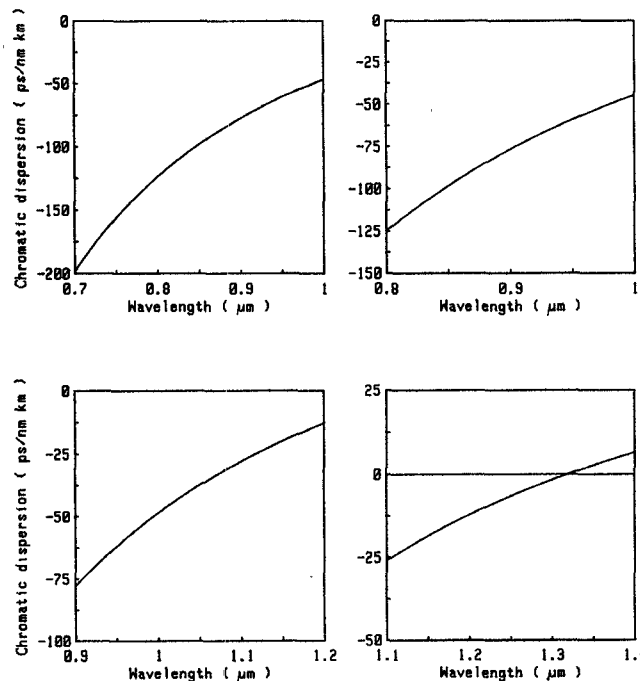 Chromatic dispersion ( ps/nm km )
0
-50
-100
-150
-200
0.7 0.8 0.9 1
Wavelength ( µm )
0
-25
-50
-75
-100
-125
-150
0.8 0.9 1
Wavelength ( µm )
Chromatic dispersion ( ps/nm km )
0
-25
-50
-75
-100
0.9 1 1.1 1.2
Wavelength ( µm )
25
0
-25
-50
1.1 1.1 1.3
Wavelength ( µm )